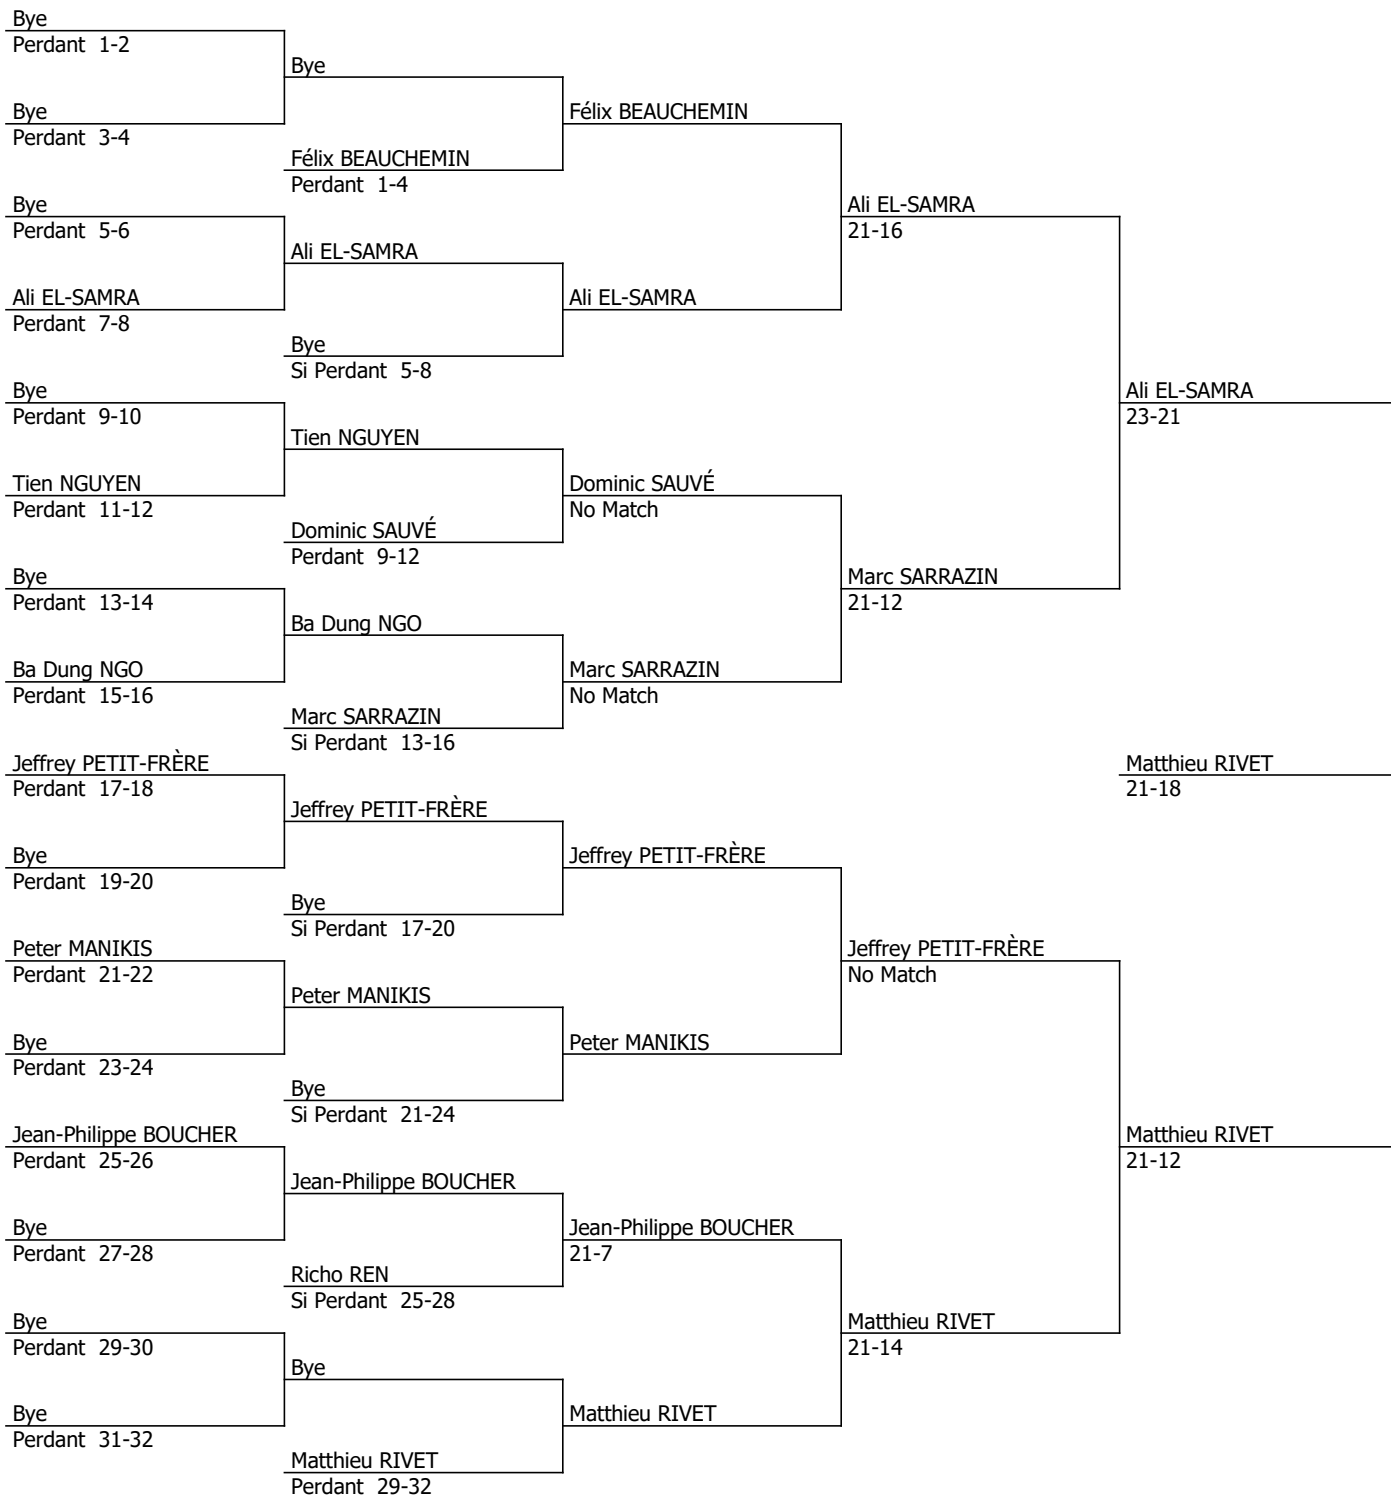 Bye
Perdant 1-2
Bye
Perdant 3-4
Bye
Perdant 5-6
Ali EL-SAMRA
Perdant 7-8
Bye
Perdant 9-10
Tien NGUYEN
Perdant 11-12
Bye
Perdant 13-14
Ba Dung NGO
Perdant 15-16
Jeffrey PETIT-FRÈRE
Perdant 17-18
Bye
Perdant 19-20
Peter MANIKIS
Perdant 21-22
Bye
Perdant 23-24
Jean-Philippe BOUCHER
Perdant 25-26
Bye
Perdant 27-28
Bye
Perdant 29-30
Bye
Perdant 31-32
Bye
Félix BEAUCHEMIN
Perdant 1-4
Ali EL-SAMRA
Bye
Si Perdant 5-8
Tien NGUYEN
Dominic SAUVÉ
Perdant 9-12
Ba Dung NGO
Marc SARRAZIN
Si Perdant 13-16
Jeffrey PETIT-FRÈRE
Bye
Si Perdant 17-20
Peter MANIKIS
Bye
Si Perdant 21-24
Jean-Philippe BOUCHER
Richo REN
Si Perdant 25-28
Bye
Matthieu RIVET
Perdant 29-32
Félix BEAUCHEMIN
Ali EL-SAMRA
Dominic SAUVÉ
No Match
Marc SARRAZIN
No Match
Jeffrey PETIT-FRÈRE
Peter MANIKIS
Jean-Philippe BOUCHER
21-7
Matthieu RIVET
Ali EL-SAMRA
21-16
Marc SARRAZIN
21-12
Jeffrey PETIT-FRÈRE
No Match
Matthieu RIVET
21-14
Ali EL-SAMRA
23-21
Matthieu RIVET
21-18
Matthieu RIVET
21-12